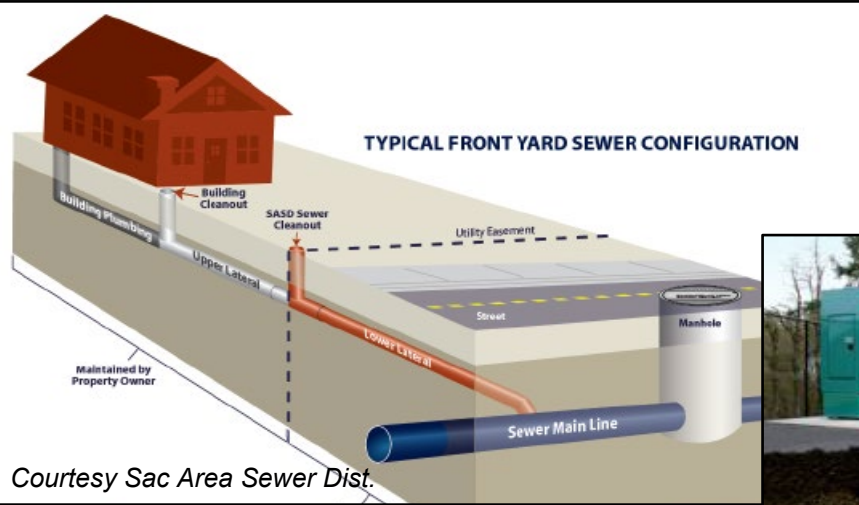 TYPICAL FRONT YARD SEWER CONFIGURATION
Building
Cleanout
SASD Sewer
Cleanout
Building Plumbing
Upper Lateral
Utility Easement
Street
Manhole
Lower Lateral
Maintained by
Property Owner
Sewer Main Line
Courtesy Sac Area Sewer Dist.